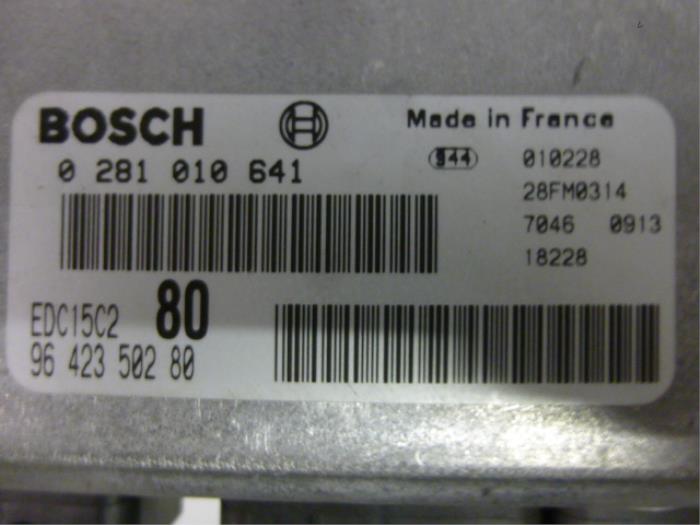 BOSCH
Made in France
0 281 010 641
944
010228
28FM0314
7046 0913
18228
EDC15C2 80
96 423 502 80